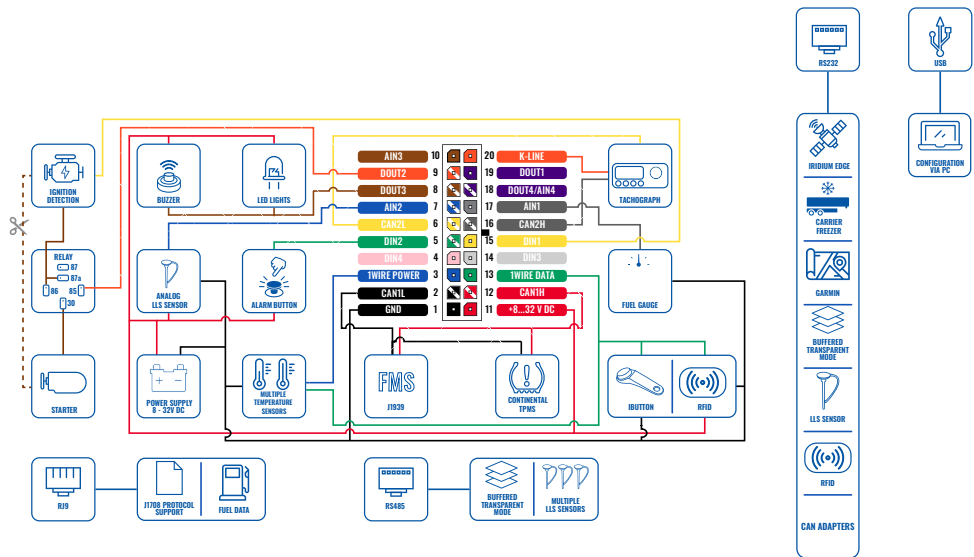 RS232
USB
IRIDIUM EDGE
CONFIGURATION
VIA PC
CARRIER
FREEZER
GARMIN
BUFFERED
TRANSPARENT
MODE
LLS SENSOR
RFID
CAN ADAPTERS
IGNITION
DETECTION
BUZZER
LED LIGHTS
AIN3 10 20 K-LINE
DOUT2 9 19 DOUT1
DOUT3 8 18 DOUT4/AIN4
AIN2 7 17 AIN1
CAN2L 6 16 CAN2H
DIN2 5 15 DIN1
DIN4 4 14 DIN3
1WIRE POWER 3 13 1WIRE DATA
CAN1L 2 12 CAN1H
GND 1 11 +8...32 V DC
TACHOGRAPH
RELAY
87
87a
86 85
30
ANALOG
LLS SENSOR
ALARM BUTTON
FUEL GAUGE
STARTER
POWER SUPPLY
8 - 32V DC
MULTIPLE
TEMPERATURE
SENSORS
FMS
J1939
CONTINENTAL
TPMS
IBUTTON
RFID
RJ9
J1708 PROTOCOL
SUPPORT
FUEL DATA
RS485
BUFFERED
TRANSPARENT
MODE
MULTIPLE
LLS SENSORS